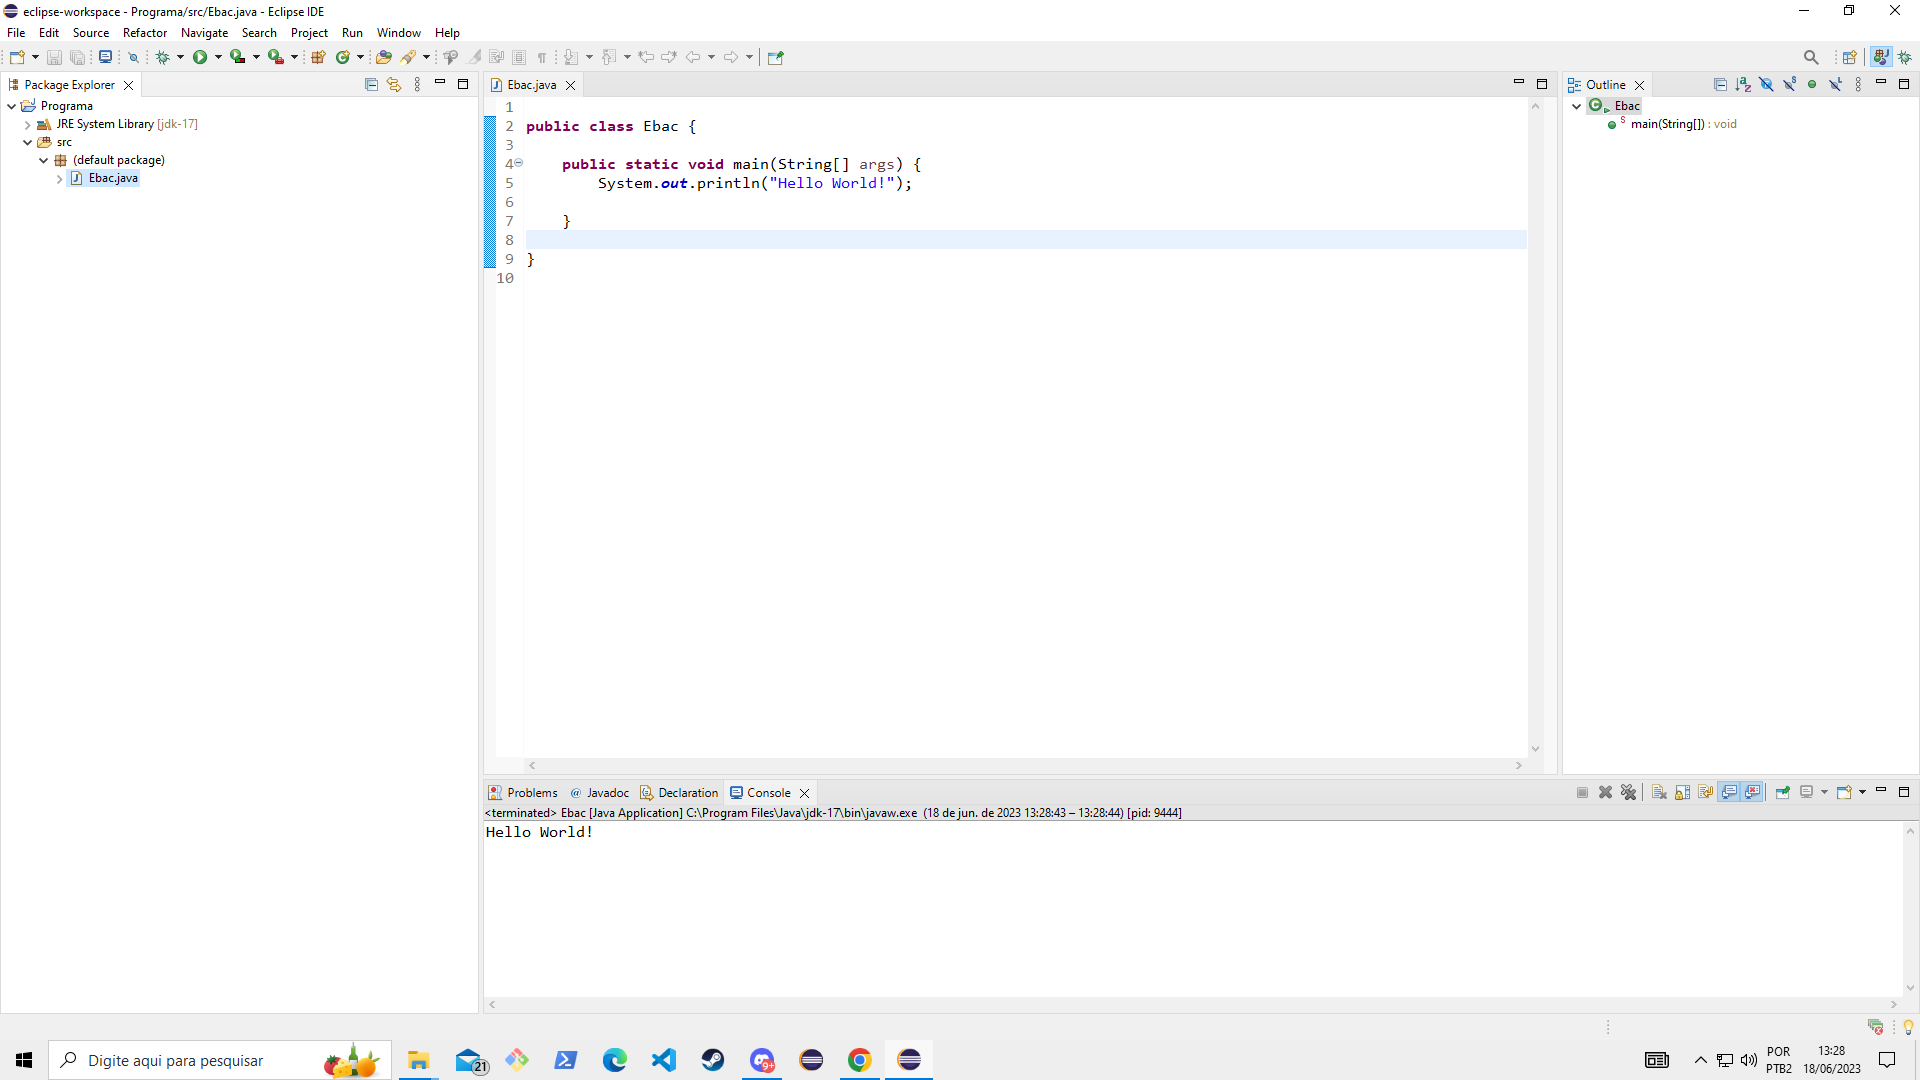 eclipse-workspace - Programa/src/Ebac.java - Eclipse IDE
File Edit Source Refactor Navigate Search Project Run Window Help
Package Explorer
Programa
JRE System Library [jdk-17]
src
(default package)
Ebac.java
Ebac.java
1
2 public class Ebac {
3
4 public static void main(String[] args) {
5 System.out.println("Hello World!");
6
7 }
8
9 }
10
Outline
Ebac
main(String[]) : void
Problems Javadoc Declaration Console
<terminated> Ebac [Java Application] C:\Program Files\Java\jdk-17\bin\javaw.exe (18 de jun. de 2023 13:28:43 – 13:28:44) [pid: 9444]
Hello World!
Digite aqui para pesquisar
21
9+
POR
PTB2
13:28
18/06/2023